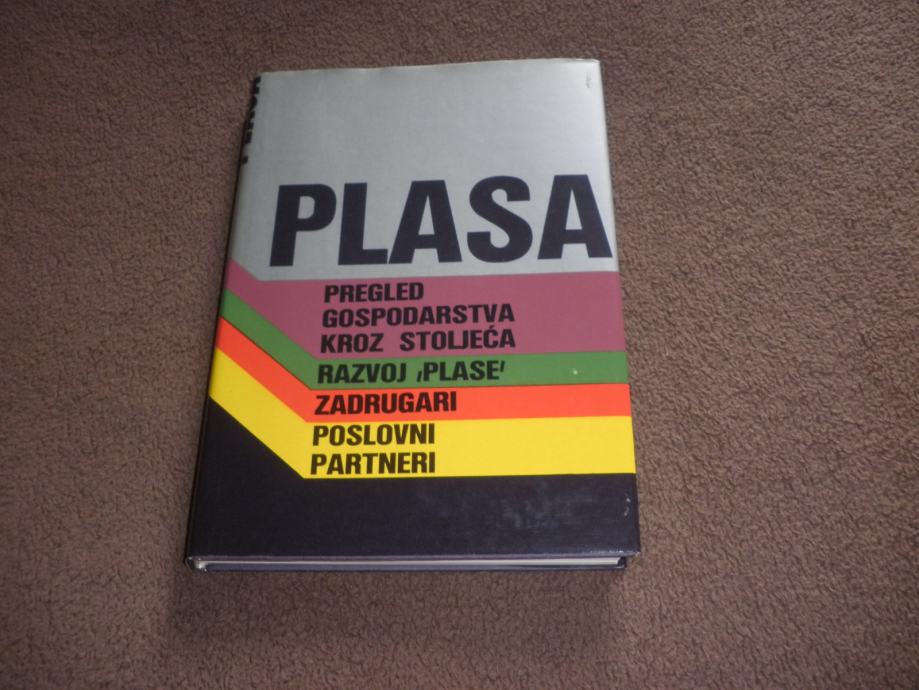 PLASA
PREGLED
GOSPODARSTVA
KROZ STOLJEĆA
RAZVOJ ,PLASE'
ZADRUGARI
POSLOVNI
PARTNERI